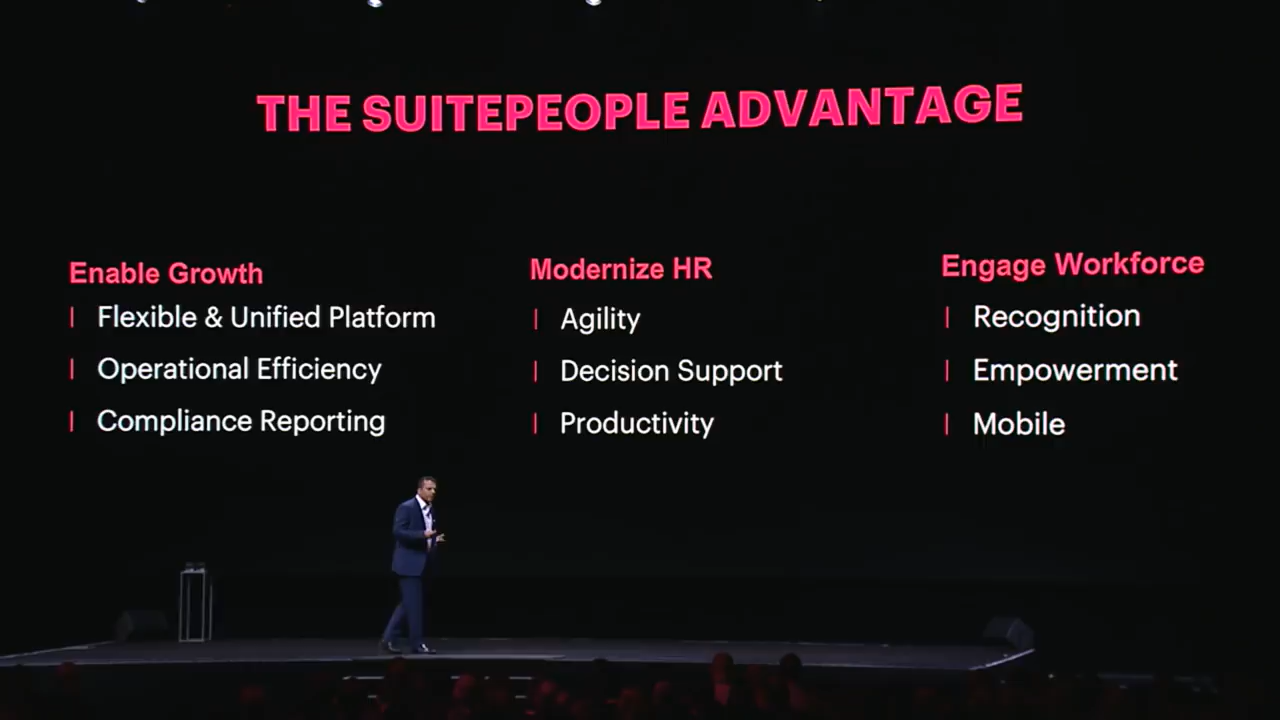 THE SUITEPEOPLE ADVANTAGE
Enable Growth
Flexible & Unified Platform
Operational Efficiency
Compliance Reporting
Modernize HR
Agility
Decision Support
Productivity
Engage Workforce
Recognition
Empowerment
Mobile